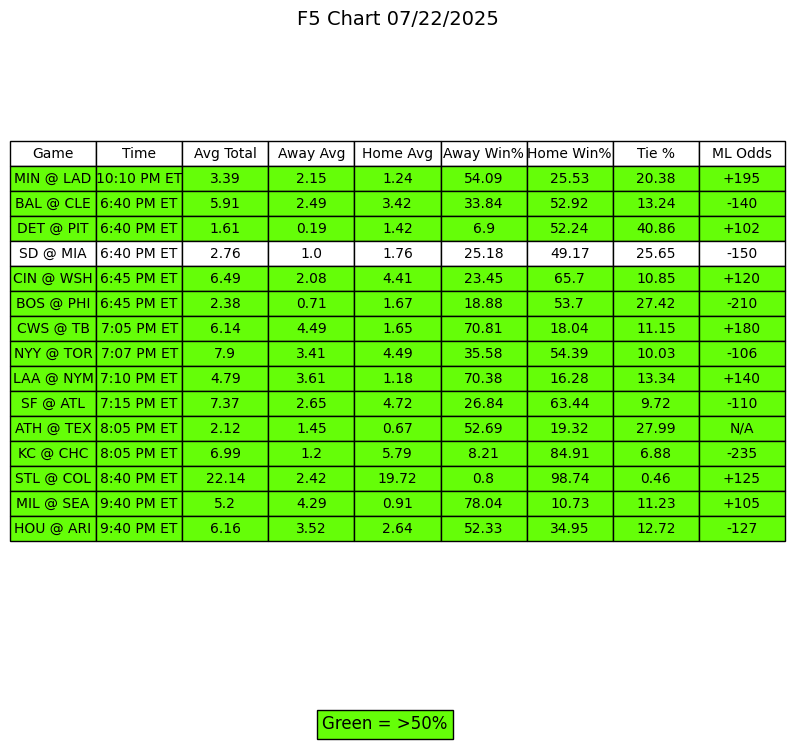 F5 Chart 07/22/2025
Game Time Avg Total Away Avg Home Avg Away Win% Home Win% Tie % ML Odds
MIN @ LAD 10:10 PM ET 3.39 2.15 1.24 54.09 25.53 20.38 +195
BAL @ CLE 6:40 PM ET 5.91 2.49 3.42 33.84 52.92 13.24 -140
DET @ PIT 6:40 PM ET 1.61 0.19 1.42 6.9 52.24 40.86 +102
SD @ MIA 6:40 PM ET 2.76 1.0 1.76 25.18 49.17 25.65 -150
CIN @ WSH 6:45 PM ET 6.49 2.08 4.41 23.45 65.7 10.85 +120
BOS @ PHI 6:45 PM ET 2.38 0.71 1.67 18.88 53.7 27.42 -210
CWS @ TB 7:05 PM ET 6.14 4.49 1.65 70.81 18.04 11.15 +180
NYY @ TOR 7:07 PM ET 7.9 3.41 4.49 35.58 54.39 10.03 -106
LAA @ NYM 7:10 PM ET 4.79 3.61 1.18 70.38 16.28 13.34 +140
SF @ ATL 7:15 PM ET 7.37 2.65 4.72 26.84 63.44 9.72 -110
ATH @ TEX 8:05 PM ET 2.12 1.45 0.67 52.69 19.32 27.99 N/A
KC @ CHC 8:05 PM ET 6.99 1.2 5.79 8.21 84.91 6.88 -235
STL @ COL 8:40 PM ET 22.14 2.42 19.72 0.8 98.74 0.46 +125
MIL @ SEA 9:40 PM ET 5.2 4.29 0.91 78.04 10.73 11.23 +105
HOU @ ARI 9:40 PM ET 6.16 3.52 2.64 52.33 34.95 12.72 -127
Green = >50%